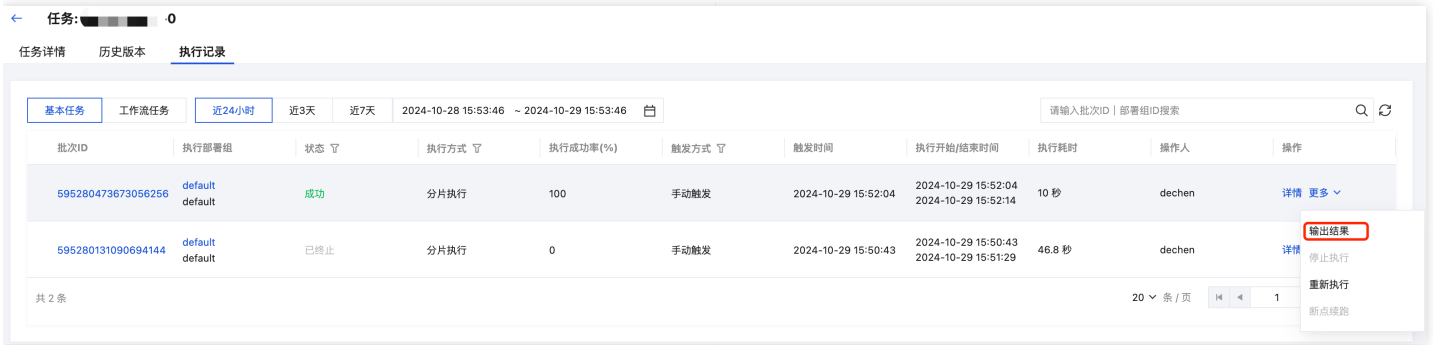 任务: -0
任务详情 历史版本 执行记录
基本任务 工作流任务 近24小时 近3天 近7天 2024-10-28 15:53:46 ~ 2024-10-29 15:53:46 请输入批次ID | 部署组ID搜索
批次ID 执行部署组 状态 执行方式 执行成功率(%) 触发方式 触发时间 执行开始/结束时间 执行耗时 操作人 操作
595280473673056256 default 成功 分片执行 100 手动触发 2024-10-29 15:52:04 2024-10-29 15:52:04 10 秒 dechen 详情 更多
default 2024-10-29 15:52:14
输出结果
595280131090694144 default 已终止 分片执行 0 手动触发 2024-10-29 15:50:43 2024-10-29 15:50:43 46.8 秒 dechen 详情
default 2024-10-29 15:51:29
停止执行
重新执行
共 2 条 20 条 / 页 1
断点续跑